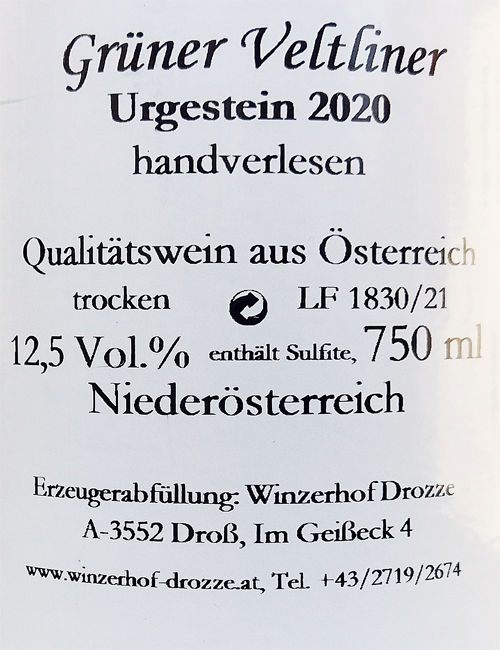 Grüner Veltliner
Urgestein 2020
handverlesen
Qualitätswein aus Österreich
trocken LF 1830/21
12,5 Vol.% enthält Sulfite, 750 ml
Niederösterreich
Erzeugerabfüllung: Winzerhof Drozze
A-3552 Droß, Im Geißeck 4
www.winzerhof-drozze.at, Tel. +43/2719/2674